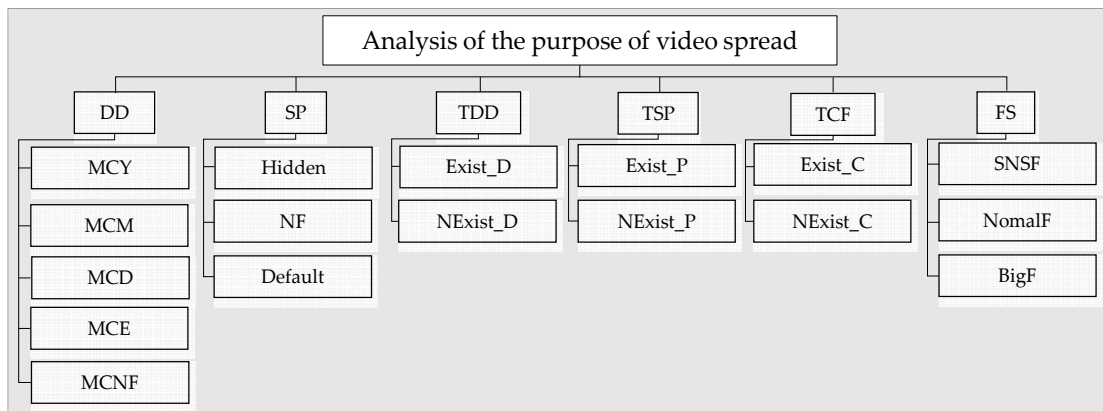 Analysis of the purpose of video spread
DD
SP
TDD
TSP
TCF
FS
MCY
MCM
MCD
MCE
MCNF
Hidden
NF
Default
Exist_D
NExist_D
Exist_P
NExist_P
Exist_C
NExist_C
SNSF
NomalF
BigF